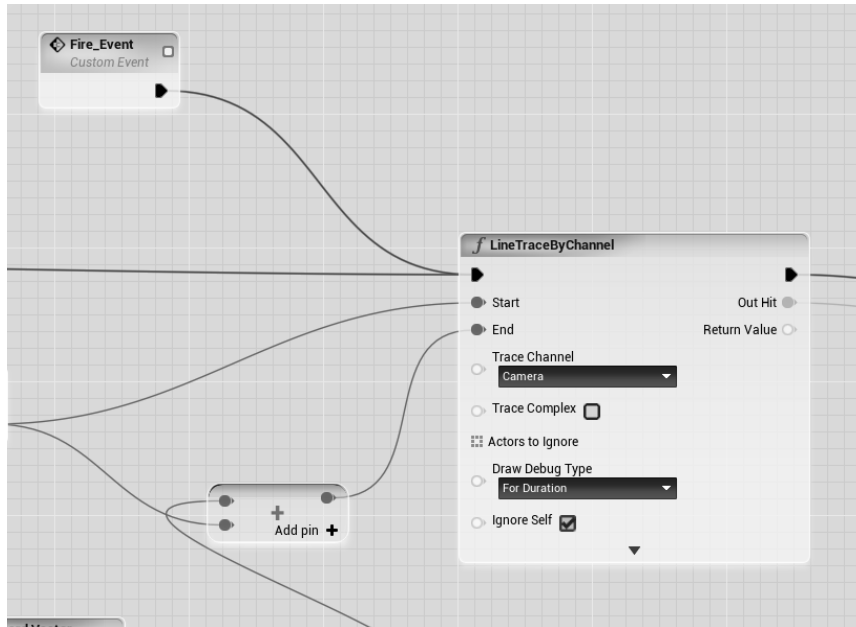 Fire_Event
Custom Event
f LineTraceByChannel
Start
Out Hit
End
Return Value
Trace Channel
Camera
Trace Complex
Actors to Ignore
Draw Debug Type
For Duration
Ignore Self
+
Add pin +